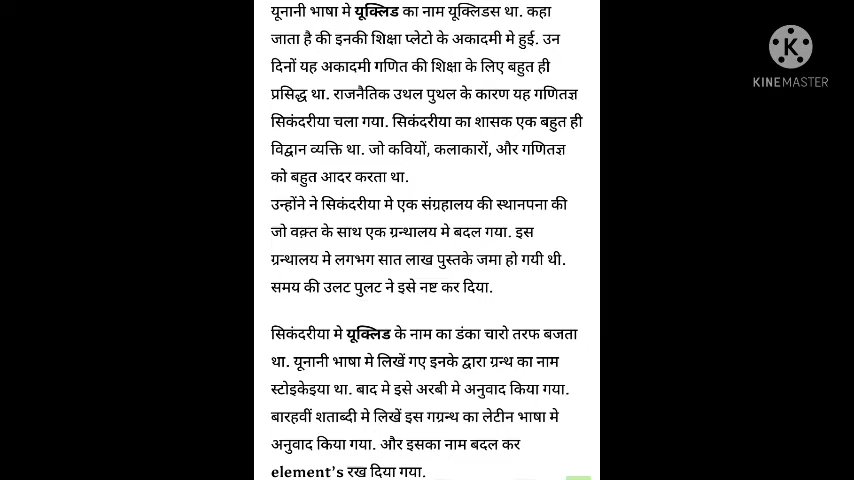 यूनानी भाषा मे यूक्लिड का नाम यूक्लिडस था. कहा
जाता है की इनकी शिक्षा प्लेटो के अकादमी मे हुई. उन
दिनों यह अकादमी गणित की शिक्षा के लिए बहुत ही
प्रसिद्ध था. राजनैतिक उथल पुथल के कारण यह गणितज्ञ
सिकंदरीया चला गया. सिकंदरीया का शासक एक बहुत ही
विद्वान व्यक्ति था. जो कवियों, कलाकारों, और गणितज्ञ
को बहुत आदर करता था.
उन्होंने ने सिकंदरीया मे एक संग्रहालय की स्थानपना की
जो वक़्त के साथ एक ग्रन्थालय मे बदल गया. इस
ग्रन्थालय मे लगभग सात लाख पुस्तके जमा हो गयी थी.
समय की उलट पुलट ने इसे नष्ट कर दिया.
सिकंदरीया मे यूक्लिड के नाम का डंका चारो तरफ बजता
था. यूनानी भाषा मे लिखें गए इनके द्वारा ग्रन्थ का नाम
स्टोइकेइया था. बाद मे इसे अरबी मे अनुवाद किया गया.
बारहवीं शताब्दी मे लिखें इस गग्रन्थ का लेटीन भाषा मे
अनुवाद किया गया. और इसका नाम बदल कर
element's रख दिया गया.
K
KINEMASTER